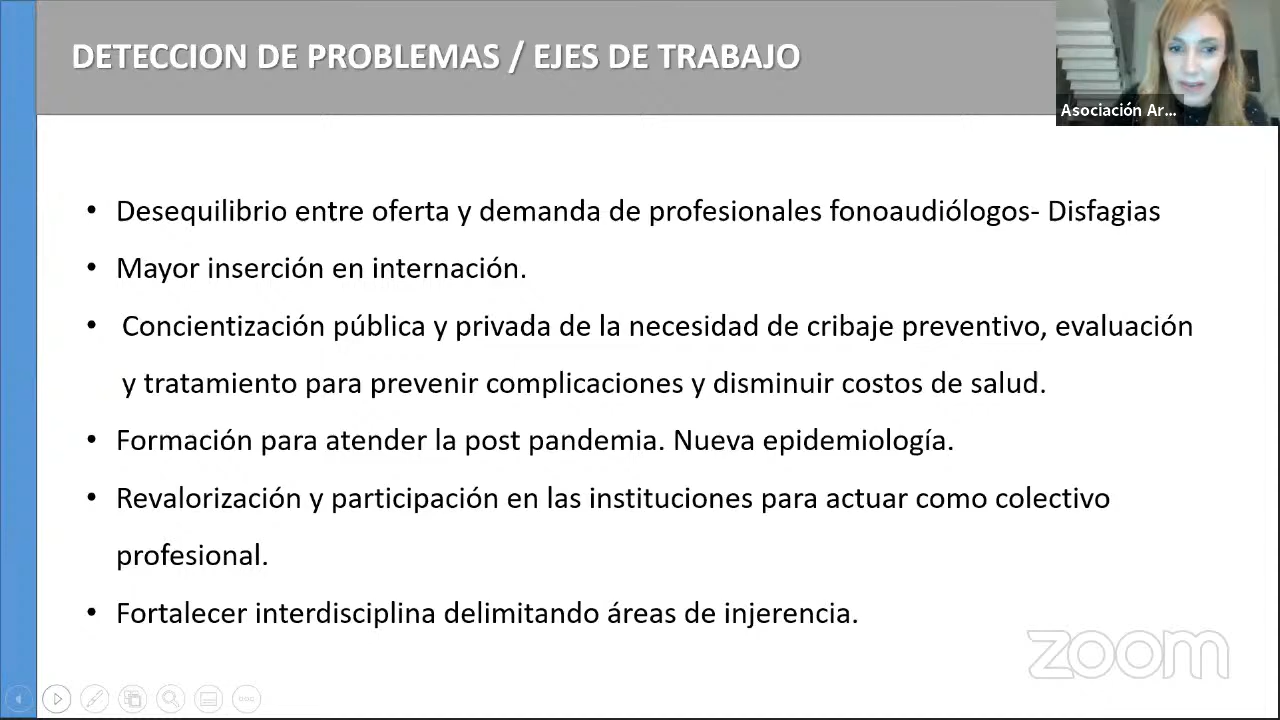 DETECCION DE PROBLEMAS / EJES DE TRABAJO
Asociación Ar...
• Desequilibrio entre oferta y demanda de profesionales fonoaudiólogos- Disfagias
• Mayor inserción en internación.
• Concientización pública y privada de la necesidad de cribaje preventivo, evaluación
y tratamiento para prevenir complicaciones y disminuir costos de salud.
• Formación para atender la post pandemia. Nueva epidemiología.
• Revalorización y participación en las instituciones para actuar como colectivo
profesional.
• Fortalecer interdisciplina delimitando áreas de injerencia.
zoom